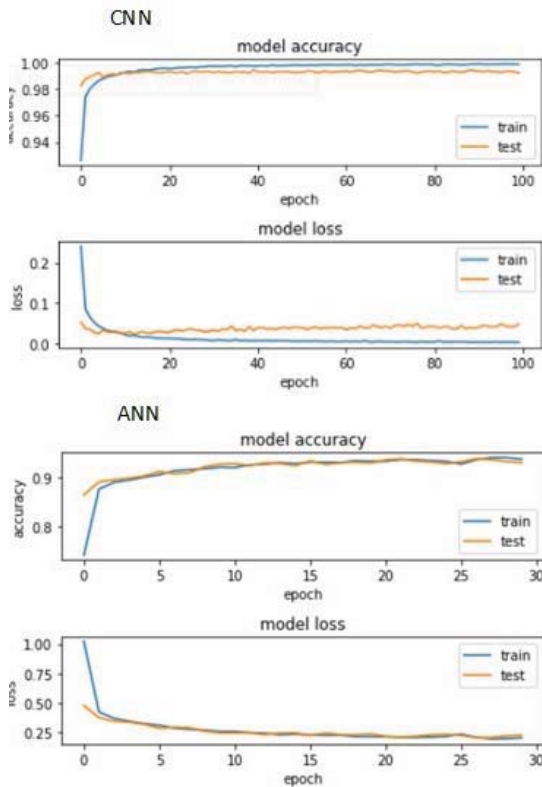 CNN
model accuracy
1.00
0.98
0.96
0.94
accuracy
train
test
0 20 40 60 80 100
epoch
model loss
0.2
0.1
0.0
loss
train
test
0 20 40 60 80 100
epoch
ANN
model accuracy
0.9
0.8
accuracy
train
test
0 5 10 15 20 25 30
epoch
model loss
1.00
0.75
0.50
0.25
loss
train
test
0 5 10 15 20 25 30
epoch